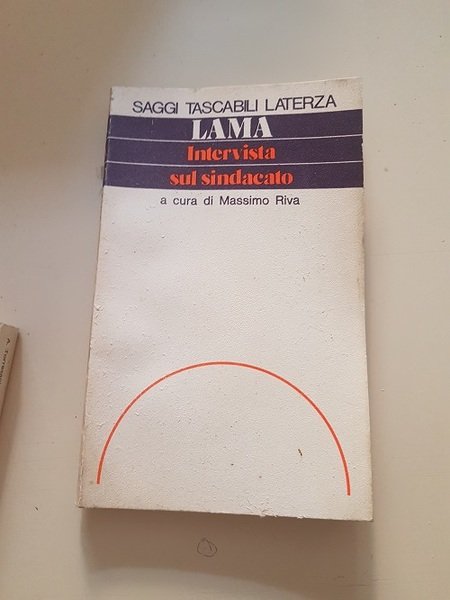 SAGGI TASCABILI LATERZA
LAMA
Intervista
sul sindacato
a cura di Massimo Riva